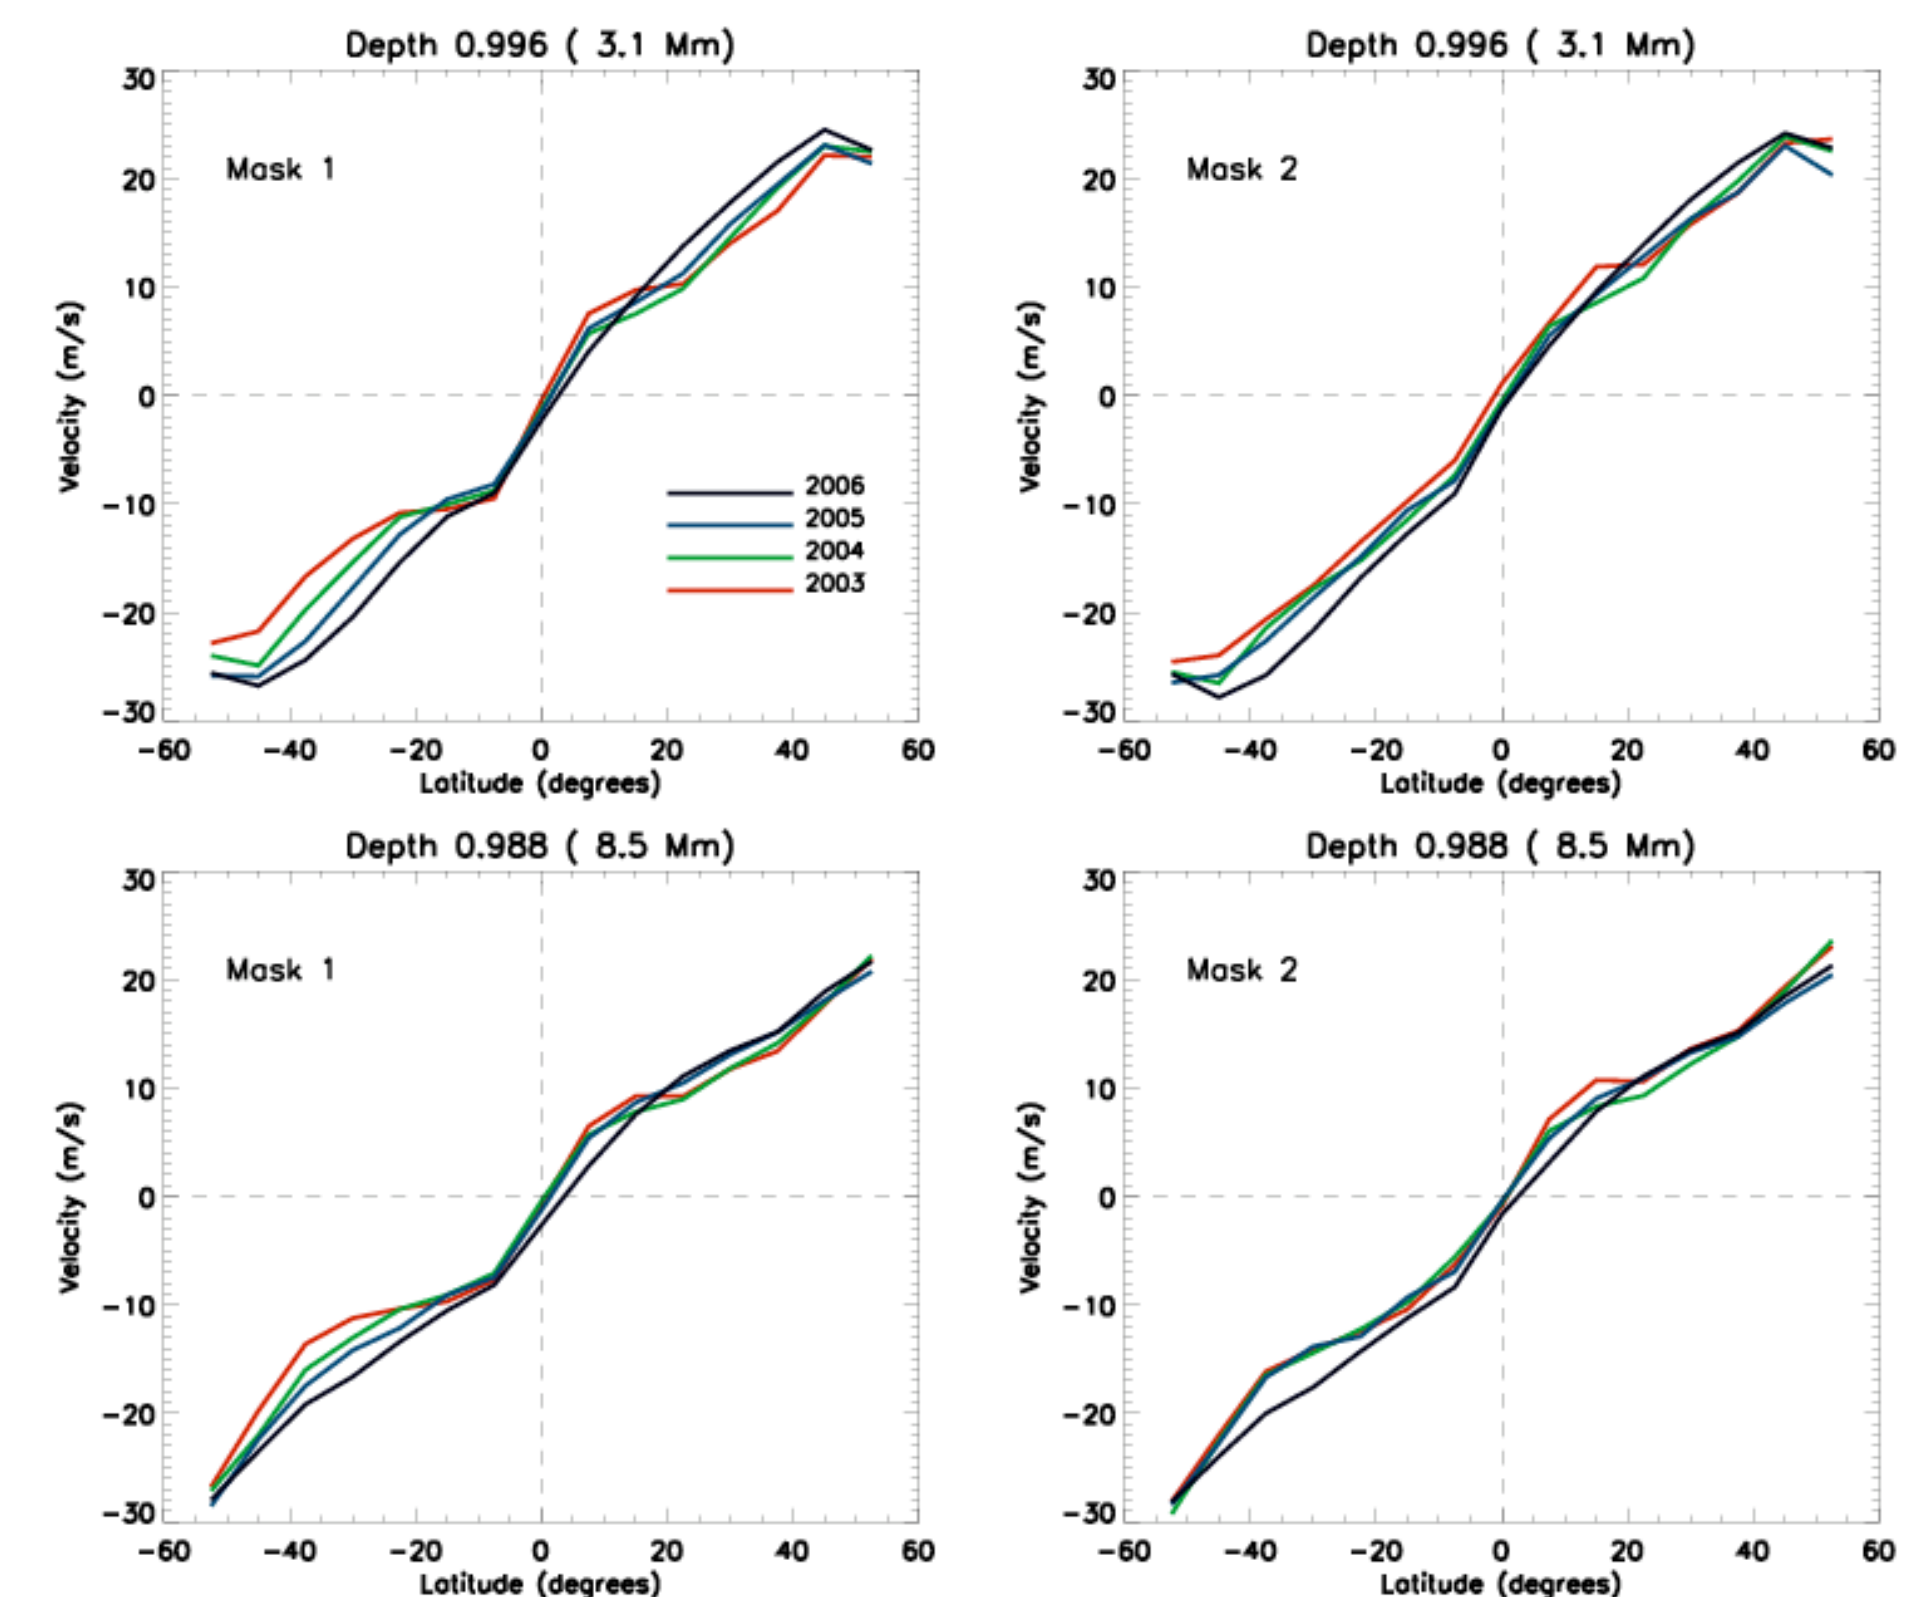 Depth 0.996 ( 3.1 Mm)
30
20
10
0
−10
−20
−30
Velocity (m/s)
Mask 1
2006
2005
2004
2003
−60 −40 −20 0 20 40 60
Latitude (degrees)
Depth 0.996 ( 3.1 Mm)
30
20
10
0
−10
−20
−30
Velocity (m/s)
Mask 2
−60 −40 −20 0 20 40 60
Latitude (degrees)
Depth 0.988 ( 8.5 Mm)
30
20
10
0
−10
−20
−30
Velocity (m/s)
Mask 1
−60 −40 −20 0 20 40 60
Latitude (degrees)
Depth 0.988 ( 8.5 Mm)
30
20
10
0
−10
−20
−30
Velocity (m/s)
Mask 2
−60 −40 −20 0 20 40 60
Latitude (degrees)